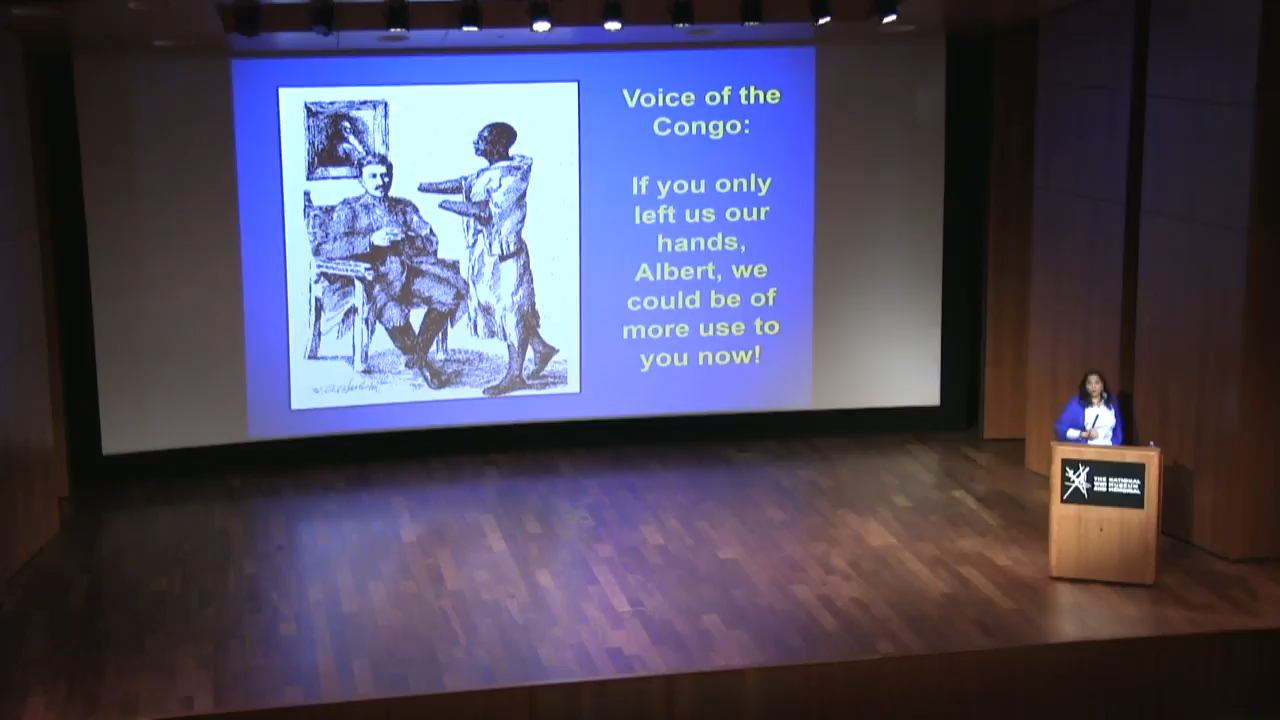 Voice of the
Congo:
If you only
left us our
hands,
Albert, we
could be of
more use to
you now!
THE NATIONAL
WWI MUSEUM
AND MEMORIAL